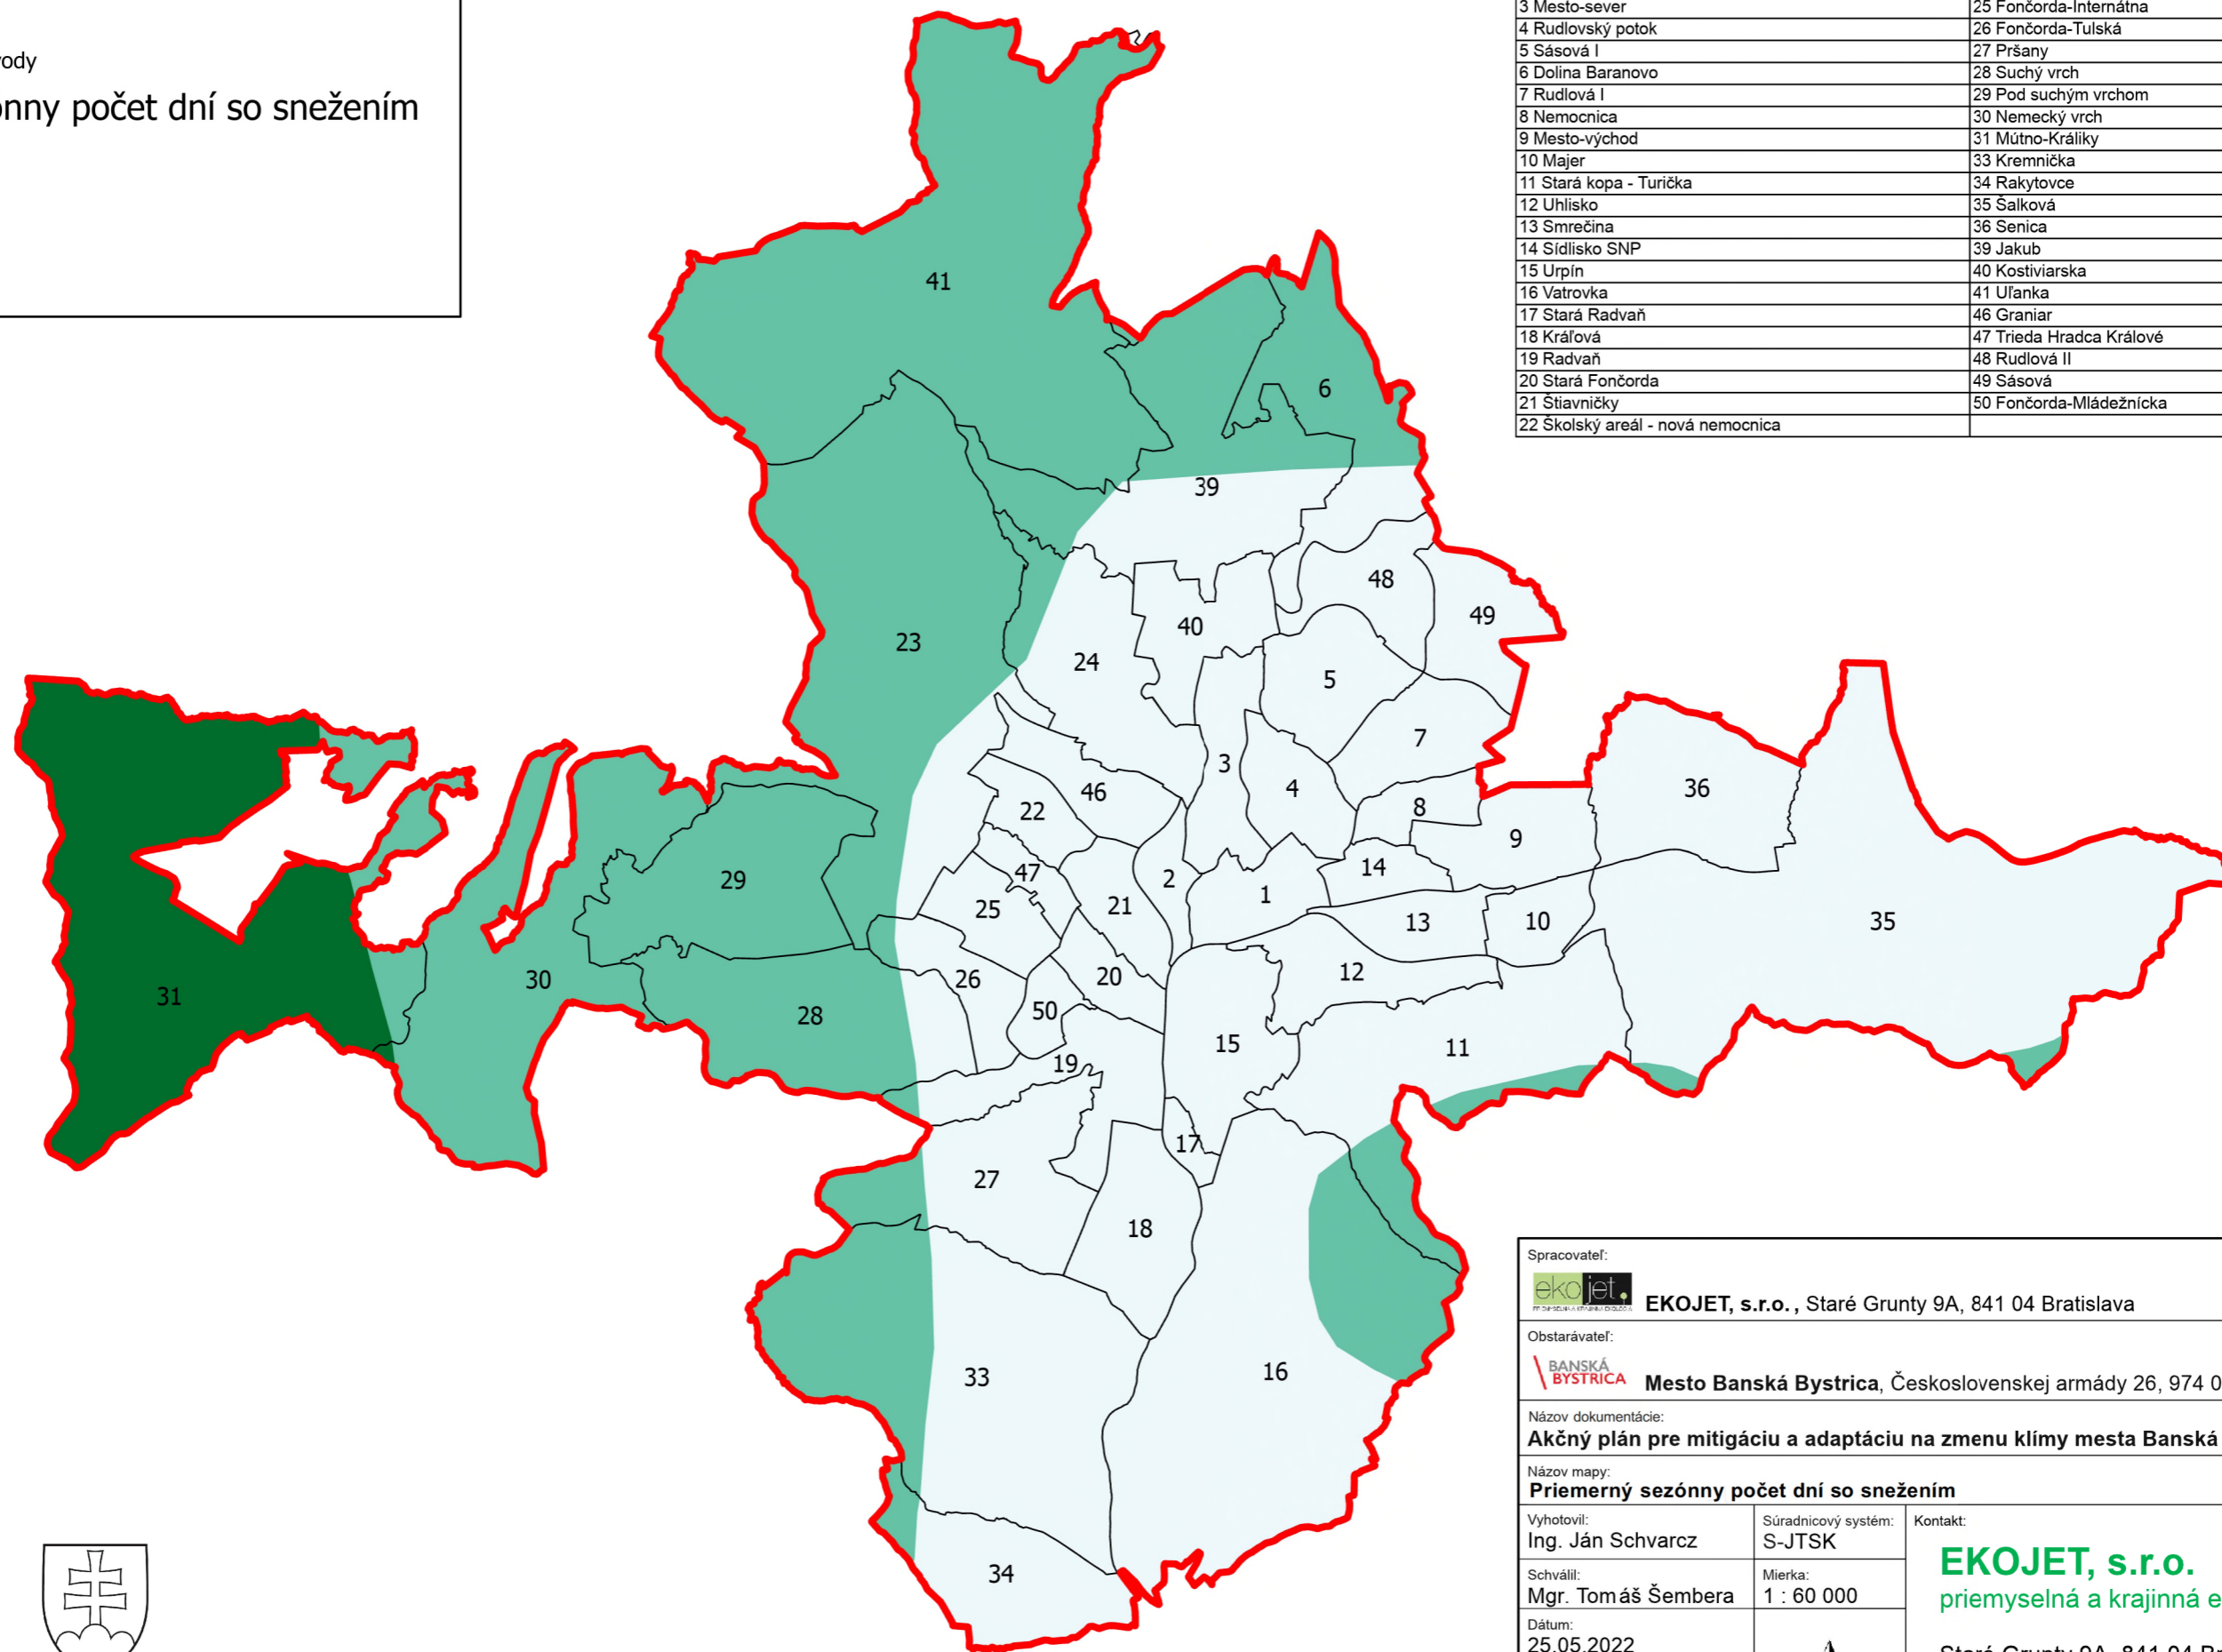 nny počet dní so snežením
3 Mesto-sever
25 Fončorda-Internátna
4 Rudlovský potok
26 Fončorda-Tulská
5 Sásová I
27 Pršany
6 Dolina Baranovo
28 Suchý vrch
7 Rudlová I
29 Pod suchým vrchom
8 Nemocnica
30 Nemecký vrch
9 Mesto-východ
31 Mútno-Králiky
10 Majer
33 Kremnička
11 Stará kopa - Turička
34 Rakytovce
12 Uhlisko
35 Šalková
13 Smrečina
36 Senica
14 Sídlisko SNP
39 Jakub
15 Urpín
40 Kostiviarska
16 Vatrovka
41 Uľanka
17 Stará Radvaň
46 Graniar
18 Kráľová
47 Trieda Hradca Králové
19 Radvaň
48 Rudlová II
20 Stará Fončorda
49 Sásová
21 Štiavničky
50 Fončorda-Mládežnícka
22 Školský areál - nová nemocnica
41
6
39
48
49
40
23
24
5
7
3
4
36
46
22
8
9
14
47
2
29
1
25
21
13
10
35
12
20
26
30
31
50
28
15
11
19
17
27
18
33
16
34
Spracovateľ:
ekojet.
EKOJET, s.r.o., Staré Grunty 9A, 841 04 Bratislava
Obstarávateľ:
BANSKÁ
BYSTRICA
Mesto Banská Bystrica, Československej armády 26, 974 0
Názov dokumentácie:
Akčný plán pre mitigáciu a adaptáciu na zmenu klímy mesta Banská
Názov mapy:
Priemerný sezónny počet dní so snežením
Vyhotovil:
Ing. Ján Schvarcz
Súradnicový systém:
S-JTSK
Kontakt:
Schválil:
Mgr. Tomáš Šembera
Mierka:
1 : 60 000
EKOJET, s.r.o.
priemyselná a krajinná e
Dátum:
25.05.2022
Staré Grunty 9A, 841 04 Br